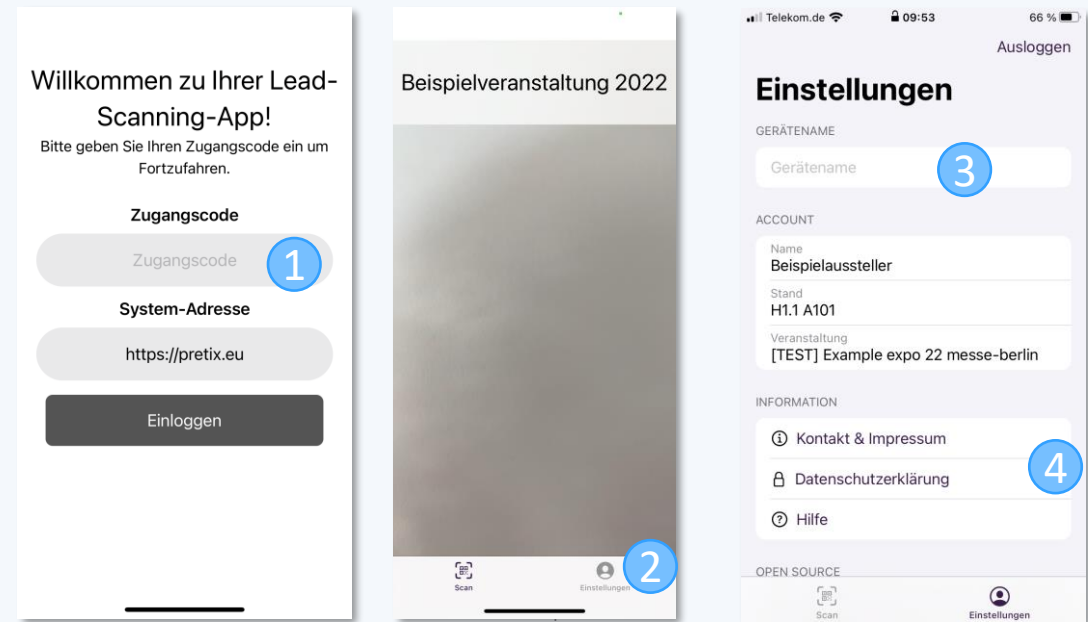 Willkommen zu Ihrer Lead-
Scanning-App!
Bitte geben Sie Ihren Zugangscode ein um
Fortzufahren.
Zugangscode
Zugangscode
1
System-Adresse
https://pretix.eu
Einloggen
Beispielveranstaltung 2022
Scan
Einstellungen
2
Telekom.de 09:53 66 %
Ausloggen
Einstellungen
GERÄTENAME
Gerätename
3
ACCOUNT
Name
Beispielaussteller
Stand
H1.1 A101
Veranstaltung
[TEST] Example expo 22 messe-berlin
INFORMATION
Kontakt & Impressum
Datenschutzerklärung
4
Hilfe
OPEN SOURCE
Scan
Einstellungen